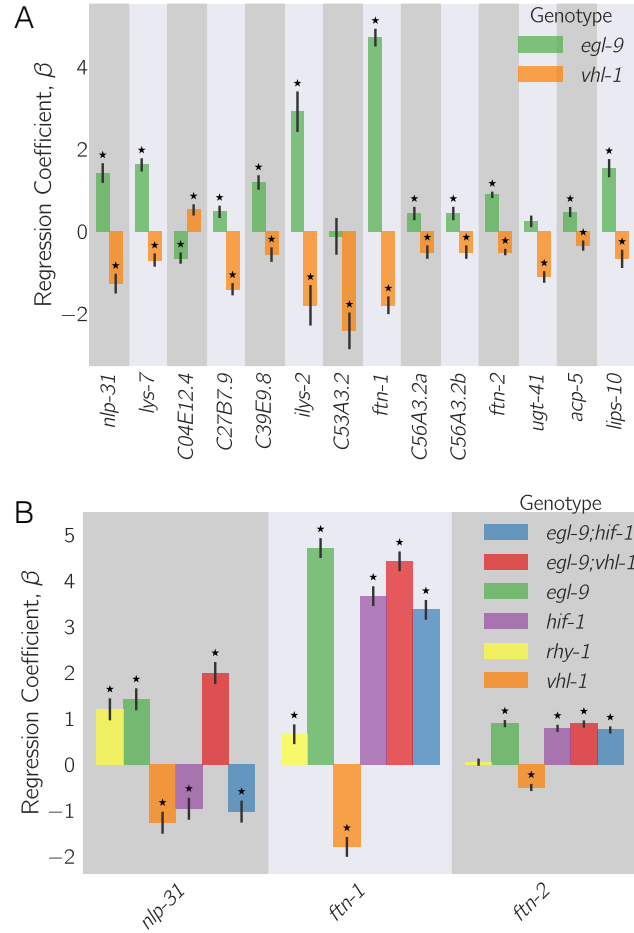 A
Genotype
egl-9
vhl-1
Regression Coefficient, β
4
2
0
−2
nlp-31
lys-7
C04E12.4
C27B7.9
C39E9.8
ilys-2
C53A3.2
ftn-1
C56A3.2a
C56A3.2b
ftn-2
ugt-41
acp-5
lips-10
B
Genotype
egl-9;hif-1
egl-9;vhl-1
egl-9
hif-1
rhy-1
vhl-1
Regression Coefficient, β
5
4
3
2
1
0
−1
−2
nlp-31
ftn-1
ftn-2